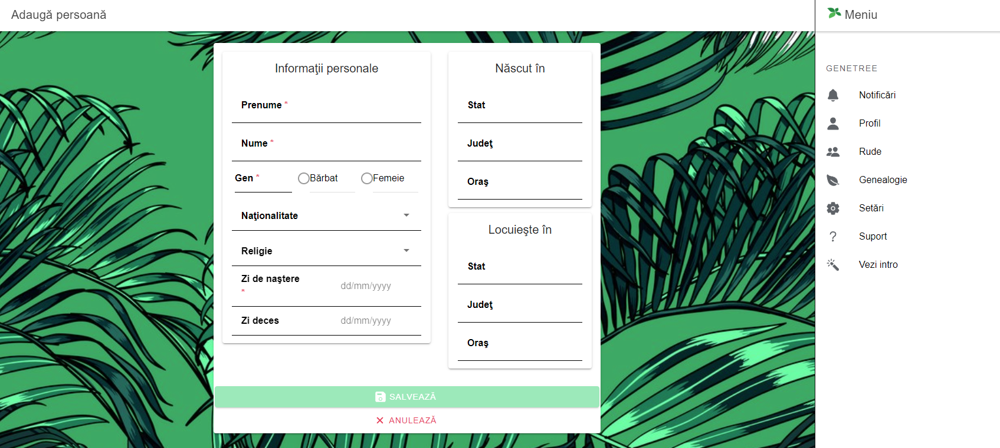 Adaugă persoană
Meniu
Informaţii personale
Prenume *
Nume *
Gen *
Bărbat
Femeie
Naţionalitate
Religie
Zi de naştere
*
dd/mm/yyyy
Zi deces
dd/mm/yyyy
Născut în
Stat
Judeţ
Oraş
Locuieşte în
Stat
Judeţ
Oraş
SALVEAZĂ
ANULEAZĂ
GENETREE
Notificări
Profil
Rude
Genealogie
Setări
Suport
Vezi intro